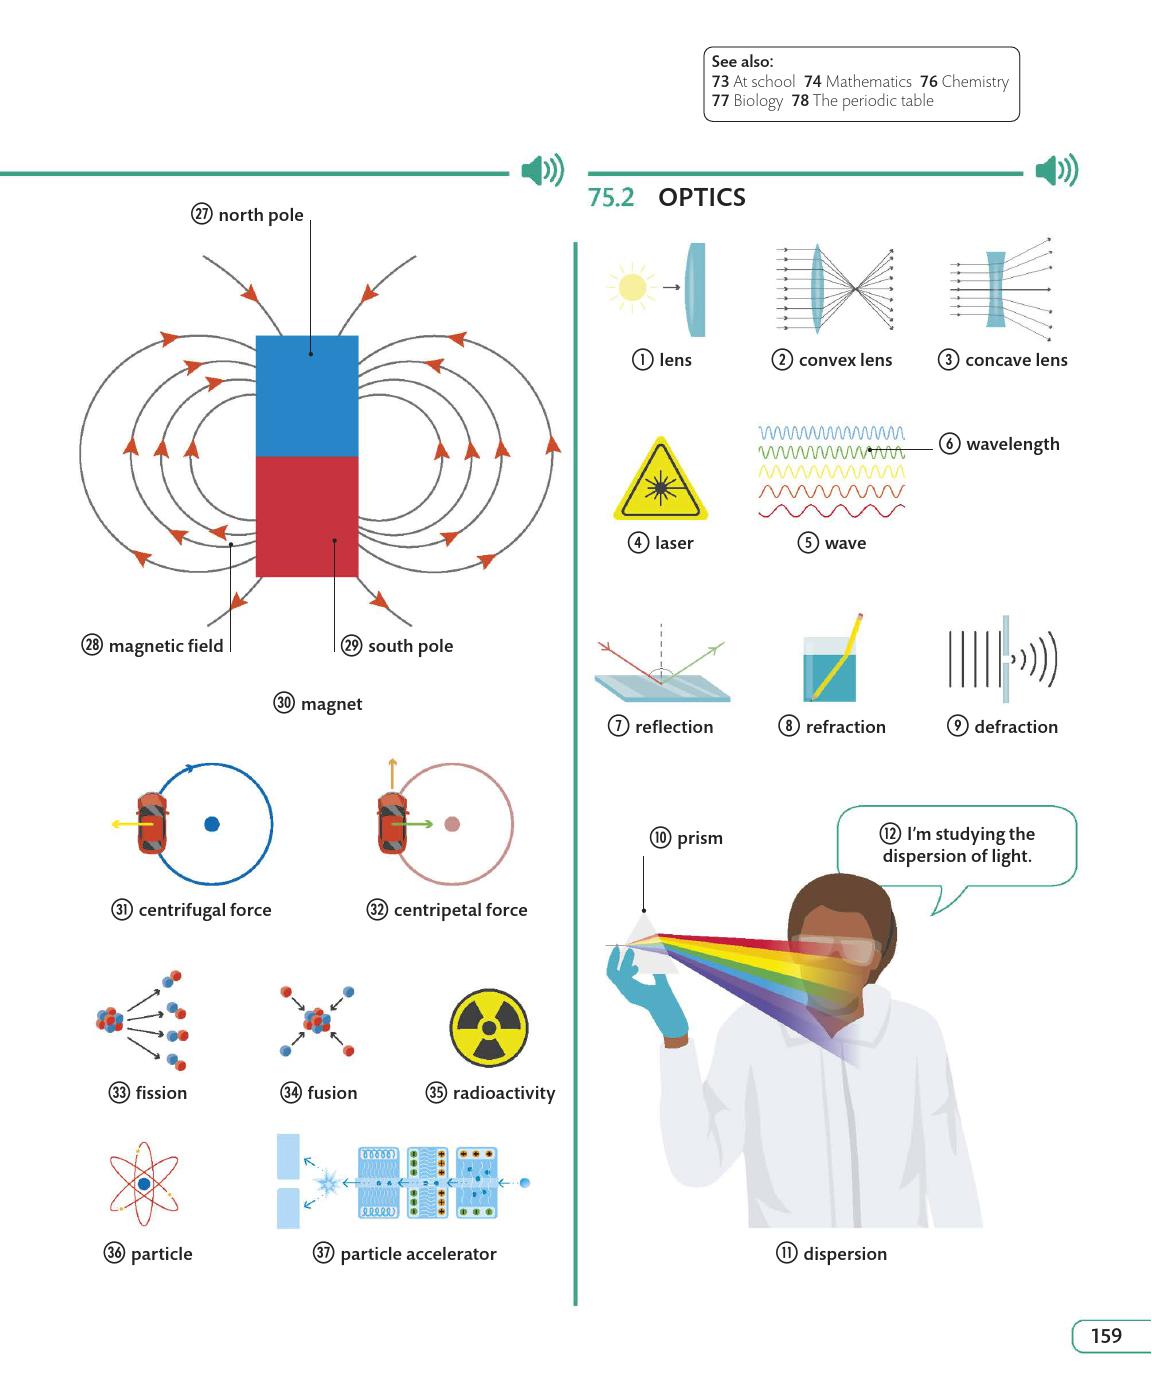 See also:
73 At school 74 Mathematics 76 Chemistry
77 Biology 78 The periodic table
27 north pole
28 magnetic field
29 south pole
30 magnet
31 centrifugal force
32 centripetal force
33 fission
34 fusion
35 radioactivity
36 particle
37 particle accelerator
75.2 OPTICS
1 lens
2 convex lens
3 concave lens
4 laser
5 wave
6 wavelength
7 reflection
8 refraction
9 defraction
10 prism
12 I'm studying the
dispersion of light.
11 dispersion
159